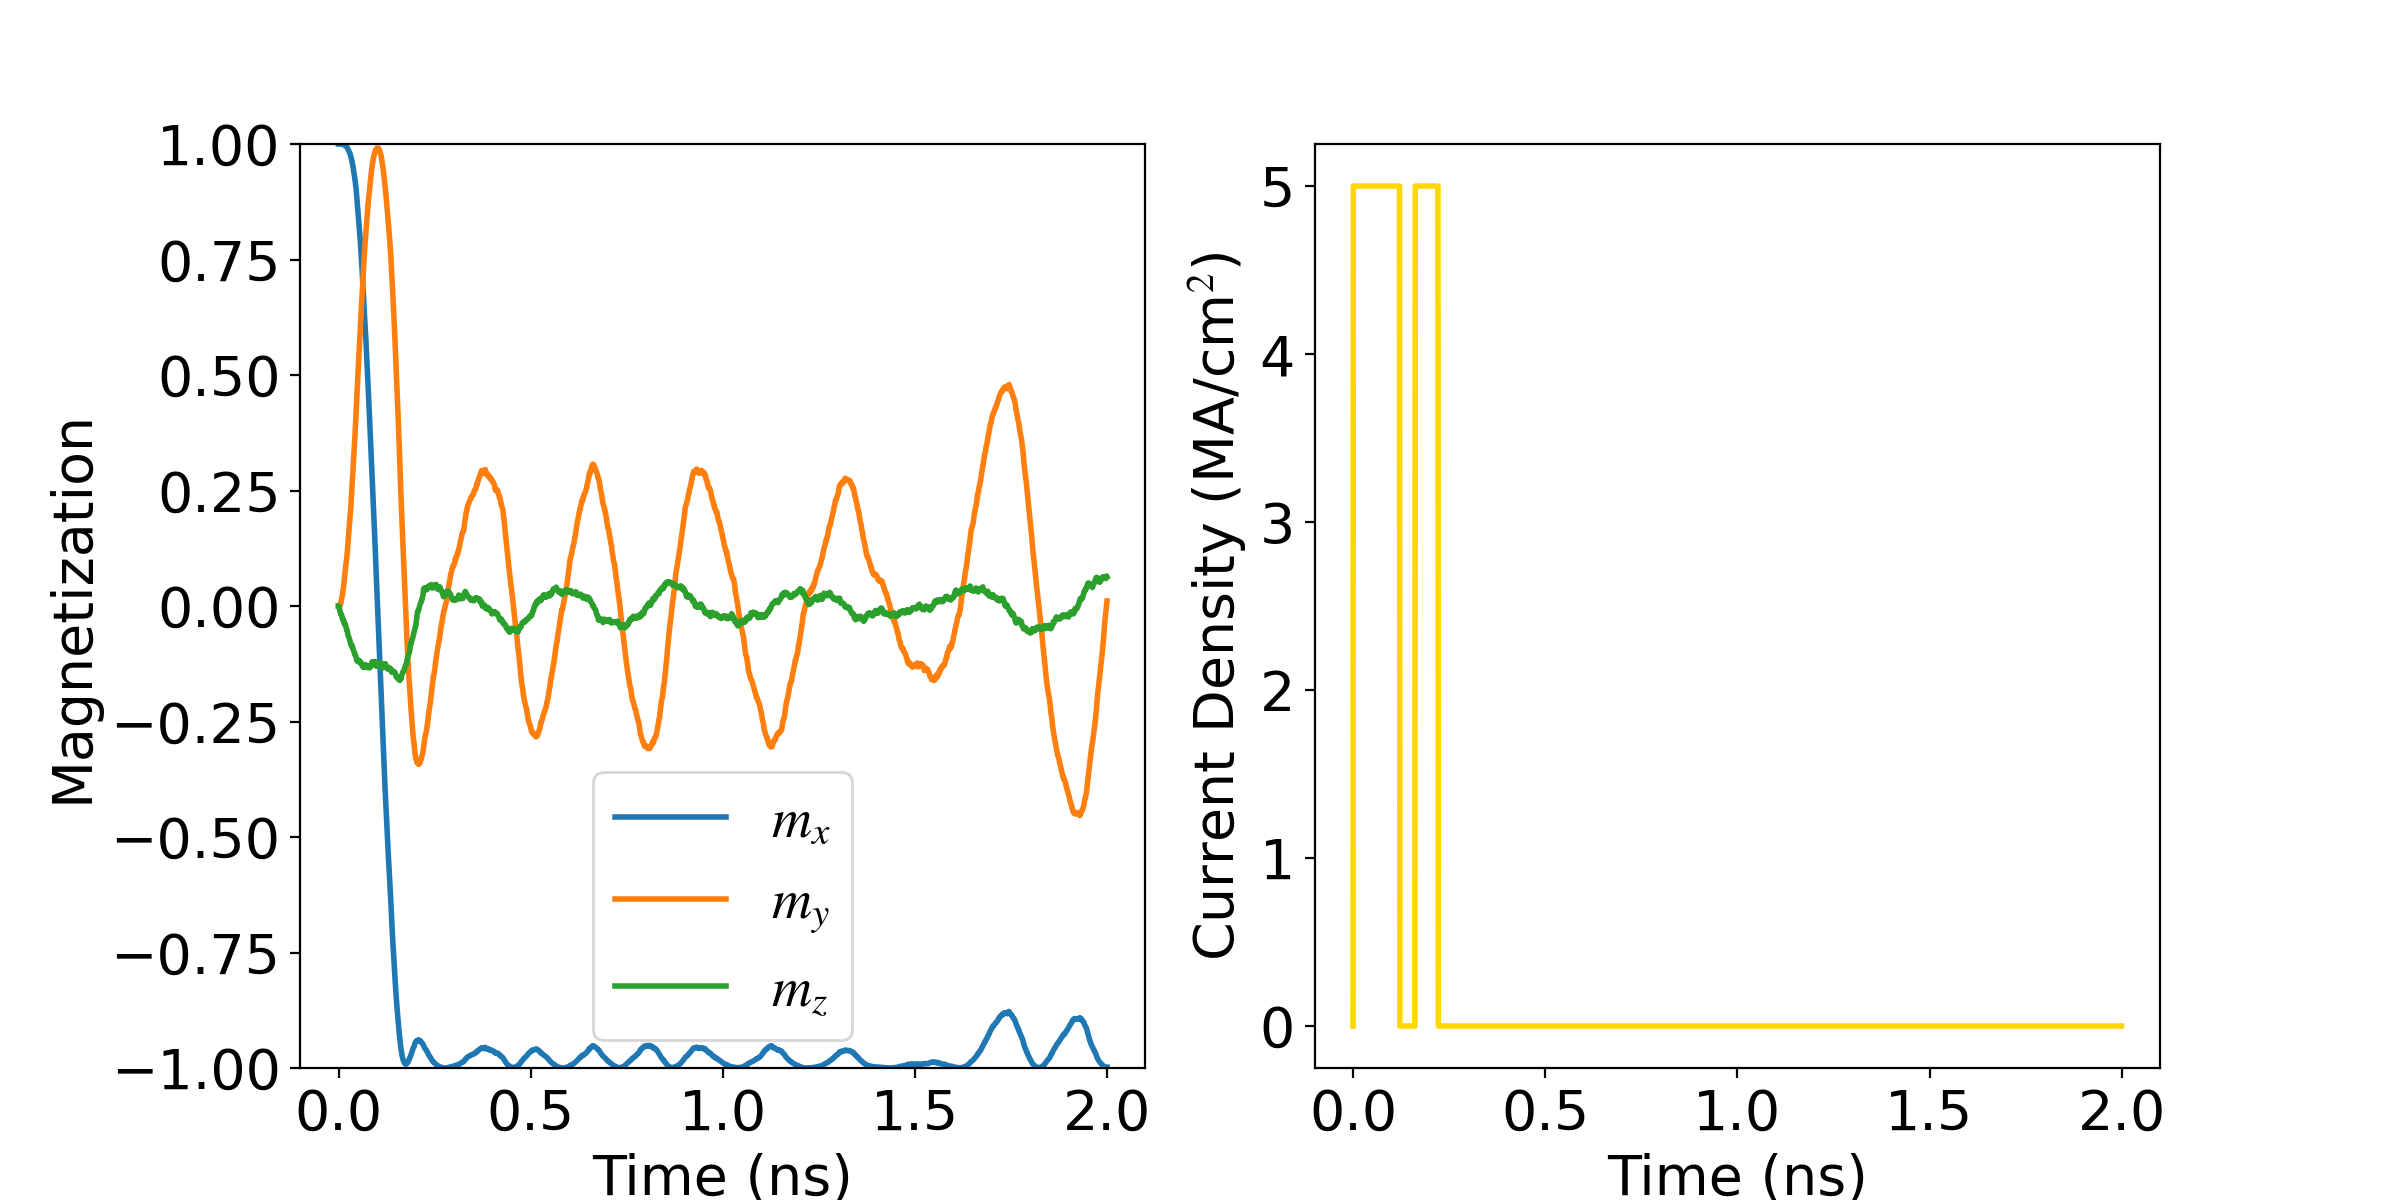 1.00
0.75
0.50
0.25
0.00
−0.25
−0.50
−0.75
−1.00
Magnetization
0.0 0.5 1.0 1.5 2.0
Time (ns)
m_x
m_y
m_z
5
4
3
2
1
0
Current Density (MA/cm²)
0.0 0.5 1.0 1.5 2.0
Time (ns)